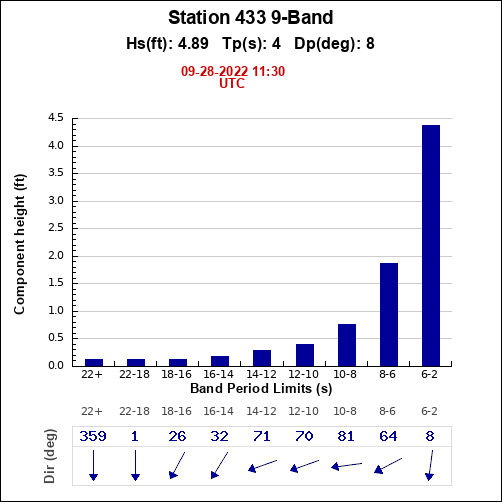 Station 433 9-Band
Hs(ft): 4.89 Tp(s): 4 Dp(deg): 8
09-28-2022 11:30
UTC
Component height (ft)
4.5
4.0
3.5
3.0
2.5
2.0
1.5
1.0
0.5
0.0
22+ 22-18 18-16 16-14 14-12 12-10 10-8 8-6 6-2
Band Period Limits (s)
22+ 22-18 18-16 16-14 14-12 12-10 10-8 8-6 6-2
Dir (deg)
359 1 26 32 71 70 81 64 8